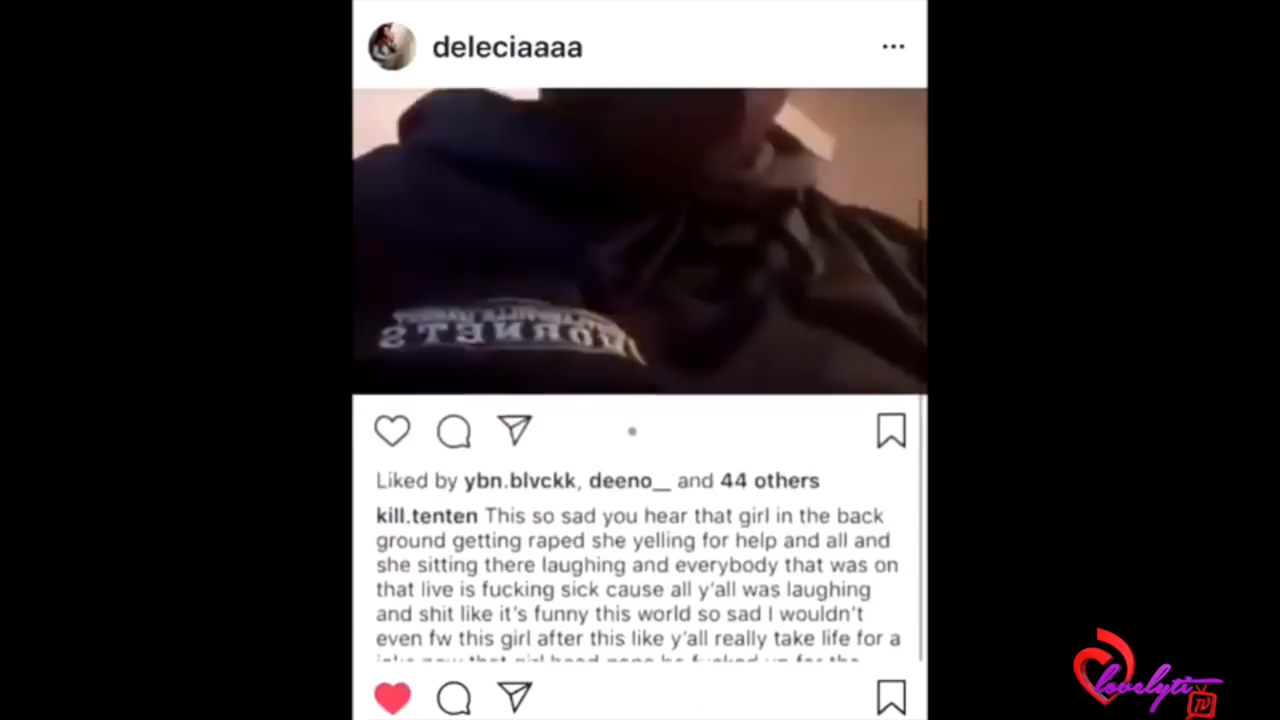 deleciaaaa
HORNETS
Liked by ybn.blvckk, deeno__ and 44 others
kill.tenten This so sad you hear that girl in the back
ground getting raped she yelling for help and all and
she sitting there laughing and everybody that was on
that live is fucking sick cause all y'all was laughing
and shit like it's funny this world so sad I wouldn't
even fw this girl after this like y'all really take life for a
lovelyti
TV